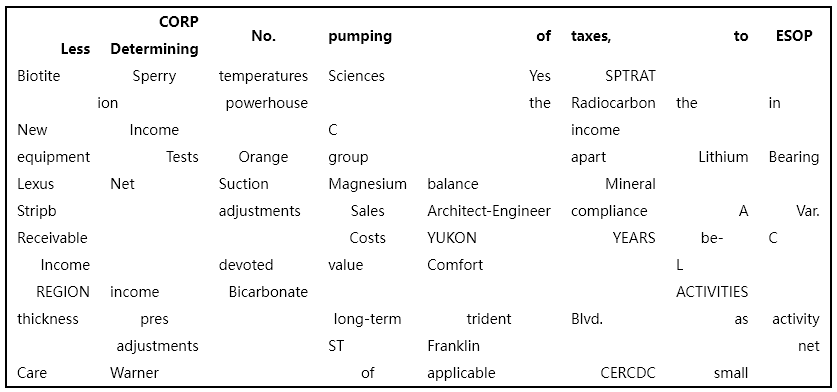 Less CORP Determining No. pumping of taxes, to ESOP
Biotite Sperry temperatures Sciences Yes SPTRAT
ion powerhouse the Radiocarbon the in
New Income C income
equipment Tests Orange group apart Lithium Bearing
Lexus Net Suction Magnesium balance Mineral
Stripb adjustments Sales Architect-Engineer compliance A Var.
Receivable Costs YUKON YEARS be- C
Income devoted value Comfort L
REGION income Bicarbonate ACTIVITIES
thickness pres long-term trident Blvd. as activity
adjustments ST Franklin net
Care Warner of applicable CERCDC small